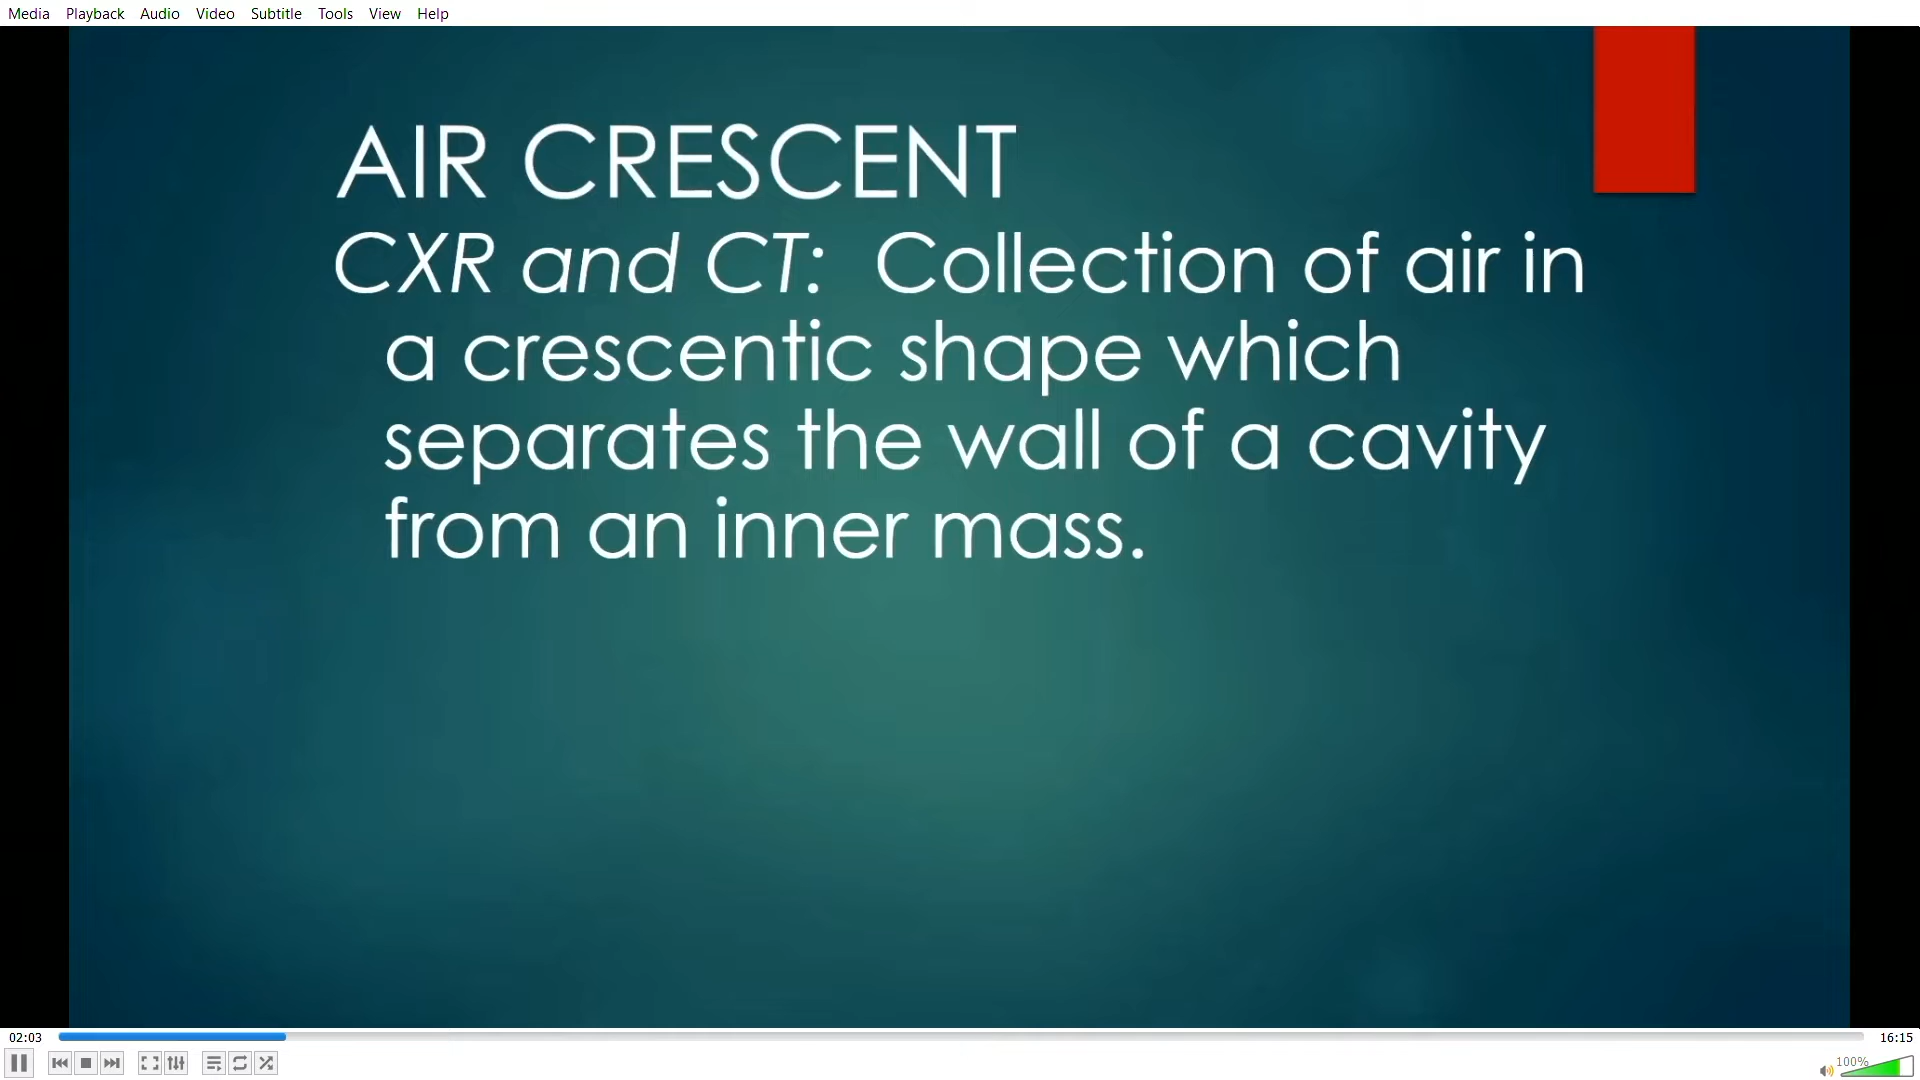 Media Playback Audio Video Subtitle Tools View Help
AIR CRESCENT
CXR and CT: Collection of air in
a crescentic shape which
separates the wall of a cavity
from an inner mass.
02:03 16:15
100%